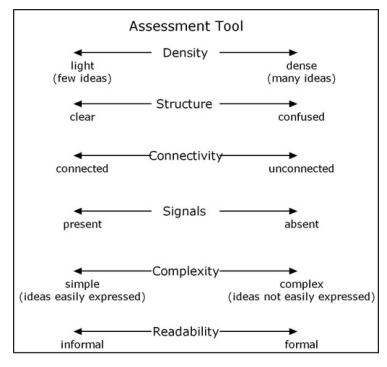 Assessment Tool
Density
light
(few ideas)
dense
(many ideas)
Structure
clear
confused
Connectivity
connected
unconnected
Signals
present
absent
Complexity
simple
(ideas easily expressed)
complex
(ideas not easily expressed)
Readability
informal
formal